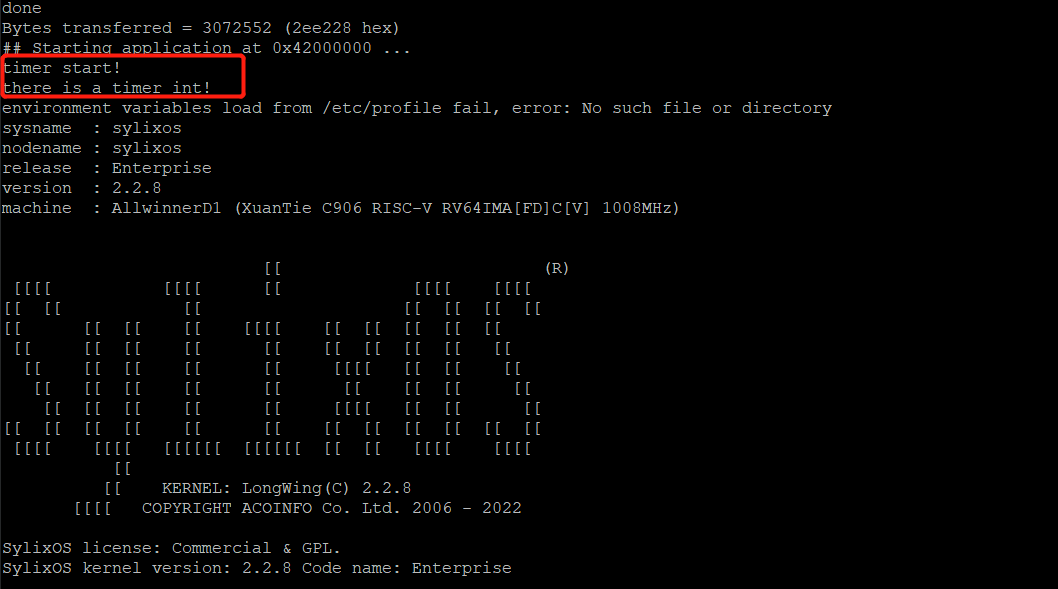 done
Bytes transferred = 3072552 (2ee228 hex)
## Starting application at 0x42000000 ...
timer start!
there is a timer int!
environment variables load from /etc/profile fail, error: No such file or directory
sysname  : sylixos
nodename : sylixos
release  : Enterprise
version  : 2.2.8
machine  : AllwinnerD1 (XuanTie C906 RISC-V RV64IMA[FD]C[V] 1008MHz)
                          [[                          (R)
 [[[[           [[[[      [[             [[[[     [[[[
[[  [[            [[                    [[  [[  [[  [[
[[      [[  [[    [[    [[[[    [[  [[  [[  [[  [[
 [[     [[  [[    [[      [[    [[  [[  [[  [[   [[
  [[    [[  [[    [[      [[     [[[[   [[  [[    [[
   [[   [[  [[    [[      [[      [[    [[  [[     [[
    [[  [[  [[    [[      [[     [[[[   [[  [[      [[
[[  [[  [[  [[    [[      [[    [[  [[  [[  [[  [[  [[
 [[[[    [[[[   [[[[[[  [[[[[[  [[  [[   [[[[     [[[[
           [[
          [[    KERNEL: LongWing(C) 2.2.8
       [[[[   COPYRIGHT ACOINFO Co. Ltd. 2006 - 2022
SylixOS license: Commercial & GPL.
SylixOS kernel version: 2.2.8 Code name: Enterprise